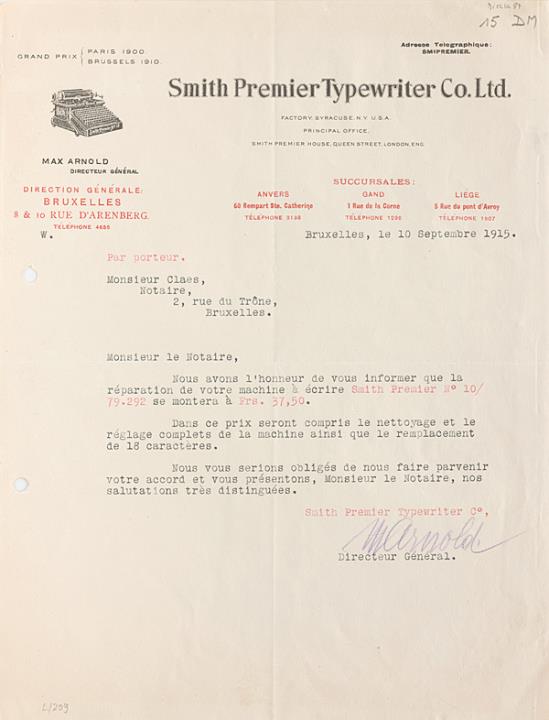 15 DM
GRAND PRIX { PARIS 1900.
BRUSSELS 1910.
Adresse Telegraphique:
SMIPREMIER.
Smith Premier Typewriter Co. Ltd.
FACTORY, SYRACUSE, N.Y. U.S.A.
PRINCIPAL OFFICE,
SMITH PREMIER HOUSE, QUEEN STREET, LONDON, ENG.
MAX ARNOLD
DIRECTEUR GÉNÉRAL
DIRECTION GÉNÉRALE:
BRUXELLES
8 & 10 RUE D'ARENBERG.
TÉLÉPHONE 4685
SUCCURSALES:
ANVERS
60 Rempart Ste. Catherine
TÉLÉPHONE 3198
GAND
1 Rue de la Corne
TÉLÉPHONE 1296
LIÉGE
5 Rue du pont d'Avroy
TÉLÉPHONE 1907
W.
Bruxelles, le 10 Septembre 1915.
Par porteur.
Monsieur Claes,
Notaire,
2, rue du Trône,
Bruxelles.
Monsieur le Notaire,
Nous avons l'honneur de vous informer que la
réparation de votre machine à écrire Smith Premier N° 10/
79.292 se montera à Frs. 37,50.
Dans ce prix seront compris le nettoyage et le
réglage complets de la machine ainsi que le remplacement
de 18 caractères.
Nous vous serions obligés de nous faire parvenir
votre accord et vous présentons, Monsieur le Notaire, nos
salutations très distinguées.
Smith Premier Typewriter C°,
M Arnold
Directeur Général.
L/209